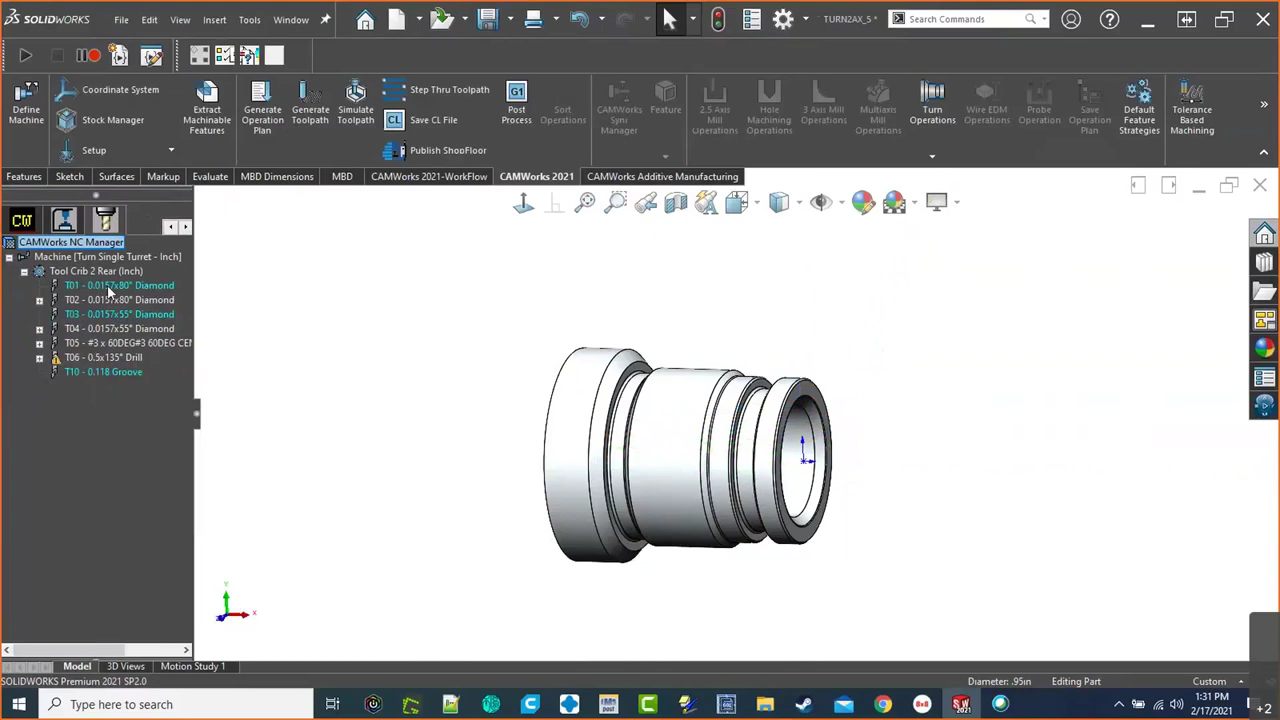 SOLIDWORKS
File
Edit
View
Insert
Tools
Window
TURN2AX_5 *
Search Commands
Define Machine
Coordinate System
Stock Manager
Setup
Extract Machinable Features
Generate Operation Plan
Generate Toolpath
Simulate Toolpath
Step Thru Toolpath
Save CL File
Publish ShopFloor
G1
CL
Post Process
Sort Operations
CAMWorks Sync Manager
Feature
2.5 Axis Mill Operations
Hole Machining Operations
3 Axis Mill Operations
Multiaxis Mill Operations
Turn Operations
Wire EDM Operations
Probe Operation
Save Operation Plan
Default Feature Strategies
Tolerance Based Machining
Features
Sketch
Surfaces
Markup
Evaluate
MBD Dimensions
MBD
CAMWorks 2021-WorkFlow
CAMWorks 2021
CAMWorks Additive Manufacturing
CW
CAMWorks NC Manager
Machine [Turn Single Turret - Inch]
Tool Crib 2 Rear (Inch)
T01 - 0.0157x80° Diamond
T02 - 0.0157x80° Diamond
T03 - 0.0157x55° Diamond
T04 - 0.0157x55° Diamond
T05 - #3 x 60DEG#3 60DEG CEN
T06 - 0.5x135° Drill
T10 - 0.118 Groove
Y
X
Model
3D Views
Motion Study 1
SOLIDWORKS Premium 2021 SP2.0
Diameter: .95in
Editing Part
Custom
Type here to search
8x8
SW
2021
1:31 PM
2/17/2021
+2